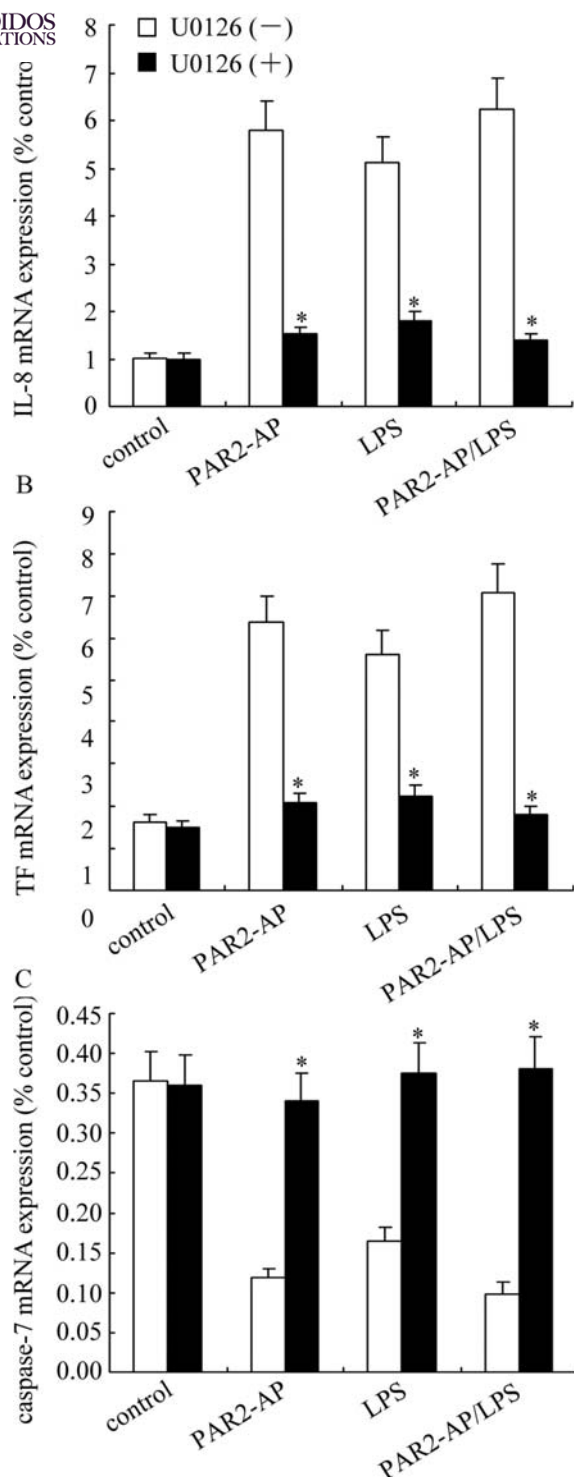 IDOS
ATIONS
U0126 (−)
U0126 (+)
IL-8 mRNA expression (% control
8
7
6
5
4
3
2
1
0
*
*
*
control
PAR2-AP
LPS
PAR2-AP/LPS
B
TF mRNA expression (% control)
9
8
7
6
5
4
3
2
1
0
*
*
*
control
PAR2-AP
LPS
PAR2-AP/LPS
C
caspase-7 mRNA expression (% control)
0.45
0.40
0.35
0.30
0.25
0.20
0.15
0.10
0.05
0.00
*
*
*
control
PAR2-AP
LPS
PAR2-AP/LPS